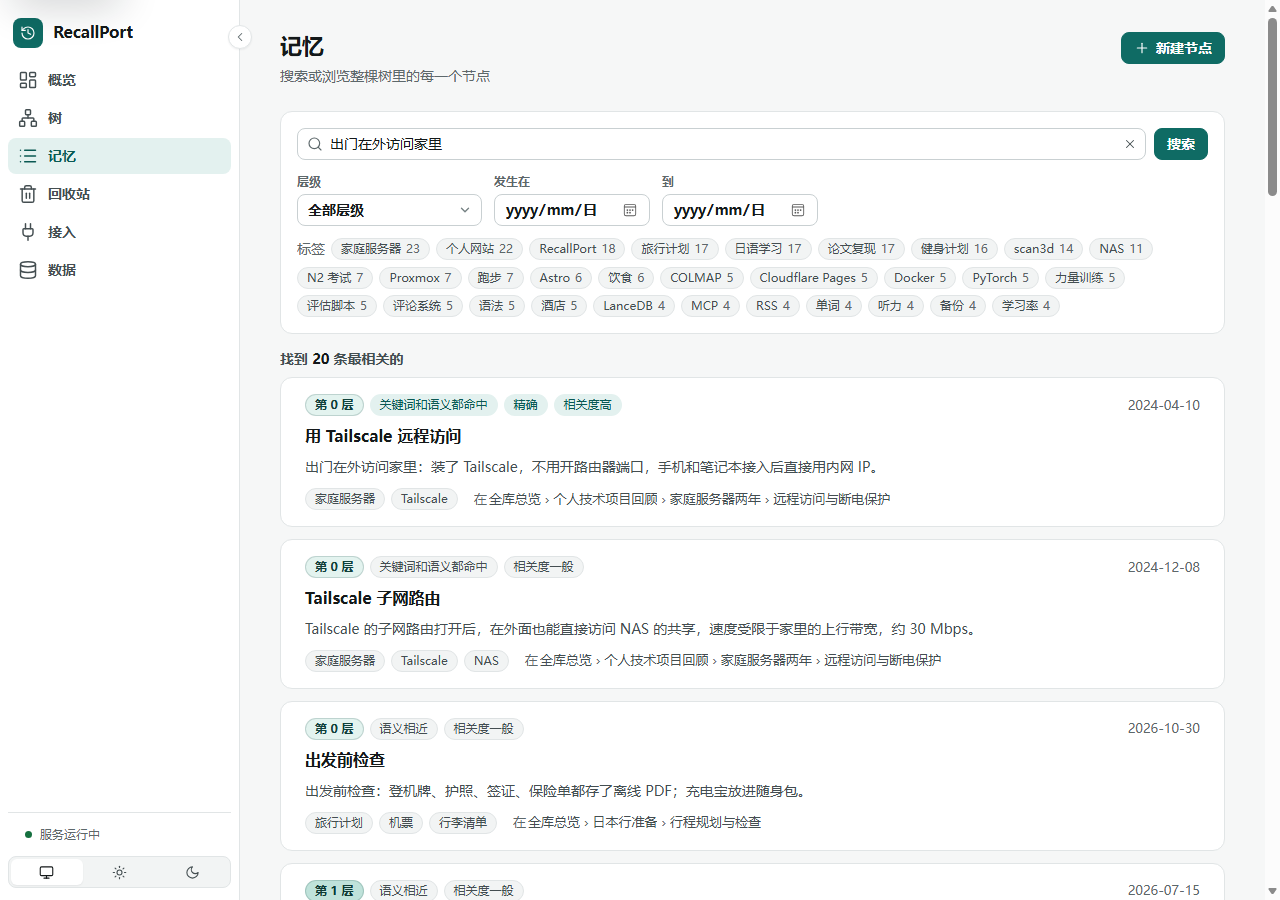 RecallPort
概览
树
记忆
回收站
接入
数据
服务运行中
记忆
搜索或浏览整棵树里的每一个节点
新建节点
出门在外访问家里
搜索
层级 发生在 到
全部层级 yyyy/mm/日 yyyy/mm/日
标签 家庭服务器 23 个人网站 22 RecallPort 18 旅行计划 17 日语学习 17 论文复现 17 健身计划 16 scan3d 14 NAS 11
N2 考试 7 Proxmox 7 跑步 7 Astro 6 饮食 6 COLMAP 5 Cloudflare Pages 5 Docker 5 PyTorch 5 力量训练 5
评估脚本 5 评论系统 5 语法 5 酒店 5 LanceDB 4 MCP 4 RSS 4 单词 4 听力 4 备份 4 学习率 4
找到 20 条最相关的
第 0 层 关键词和语义都命中 精确 相关度高 2024-04-10
用 Tailscale 远程访问
出门在外访问家里：装了 Tailscale，不用开路由器端口，手机和笔记本接入后直接用内网 IP。
家庭服务器 Tailscale 在 全库总览 › 个人技术项目回顾 › 家庭服务器两年 › 远程访问与断电保护
第 0 层 关键词和语义都命中 相关度一般 2024-12-08
Tailscale 子网路由
Tailscale 的子网路由打开后，在外面也能直接访问 NAS 的共享，速度受限于家里的上行带宽，约 30 Mbps。
家庭服务器 Tailscale NAS 在 全库总览 › 个人技术项目回顾 › 家庭服务器两年 › 远程访问与断电保护
第 0 层 语义相近 相关度一般 2026-10-30
出发前检查
出发前检查：登机牌、护照、签证、保险单都存了离线 PDF；充电宝放进随身包。
旅行计划 机票 行李清单 在 全库总览 › 日本行准备 › 行程规划与检查
第 1 层 语义相近 相关度一般 2026-07-15